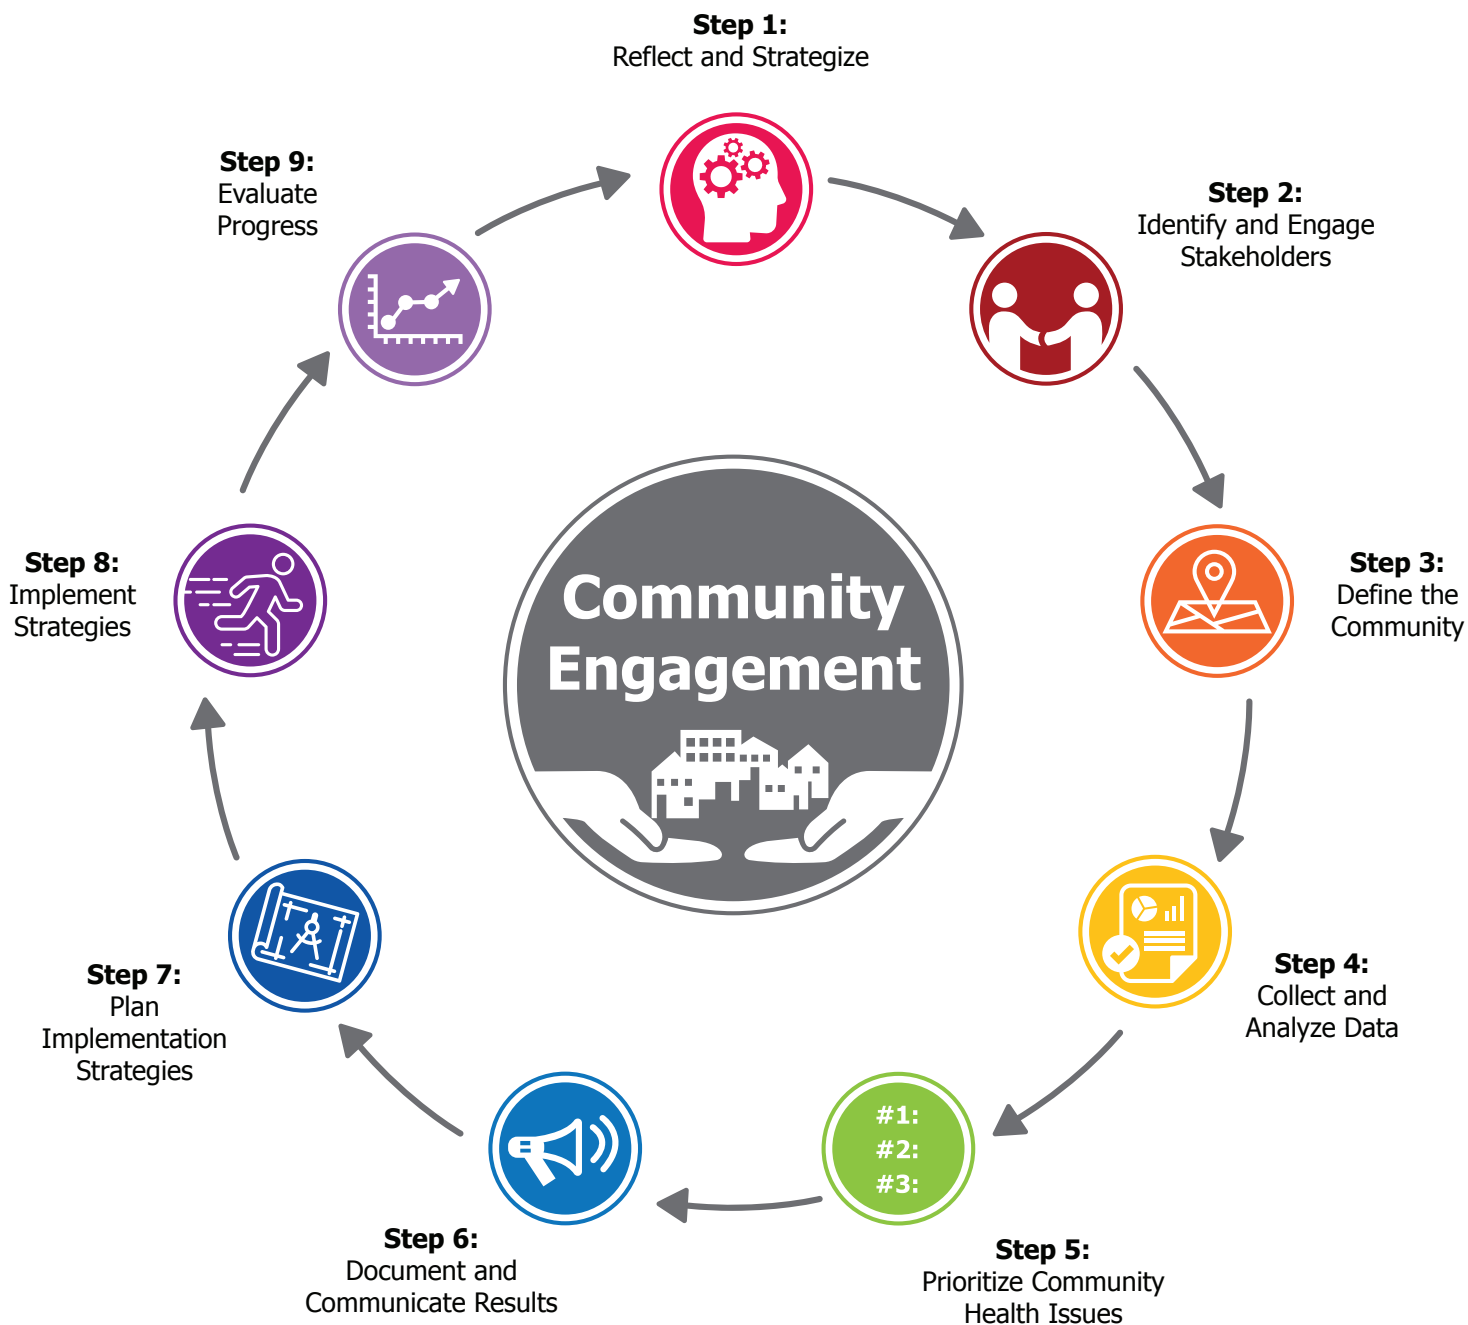 Step 1:
Reflect and Strategize
Step 2:
Identify and Engage
Stakeholders
Step 3:
Define the
Community
Step 4:
Collect and
Analyze Data
Step 5:
Prioritize Community
Health Issues
#1:
#2:
#3:
Step 6:
Document and
Communicate Results
Step 7:
Plan
Implementation
Strategies
Step 8:
Implement
Strategies
Step 9:
Evaluate
Progress
Community
Engagement